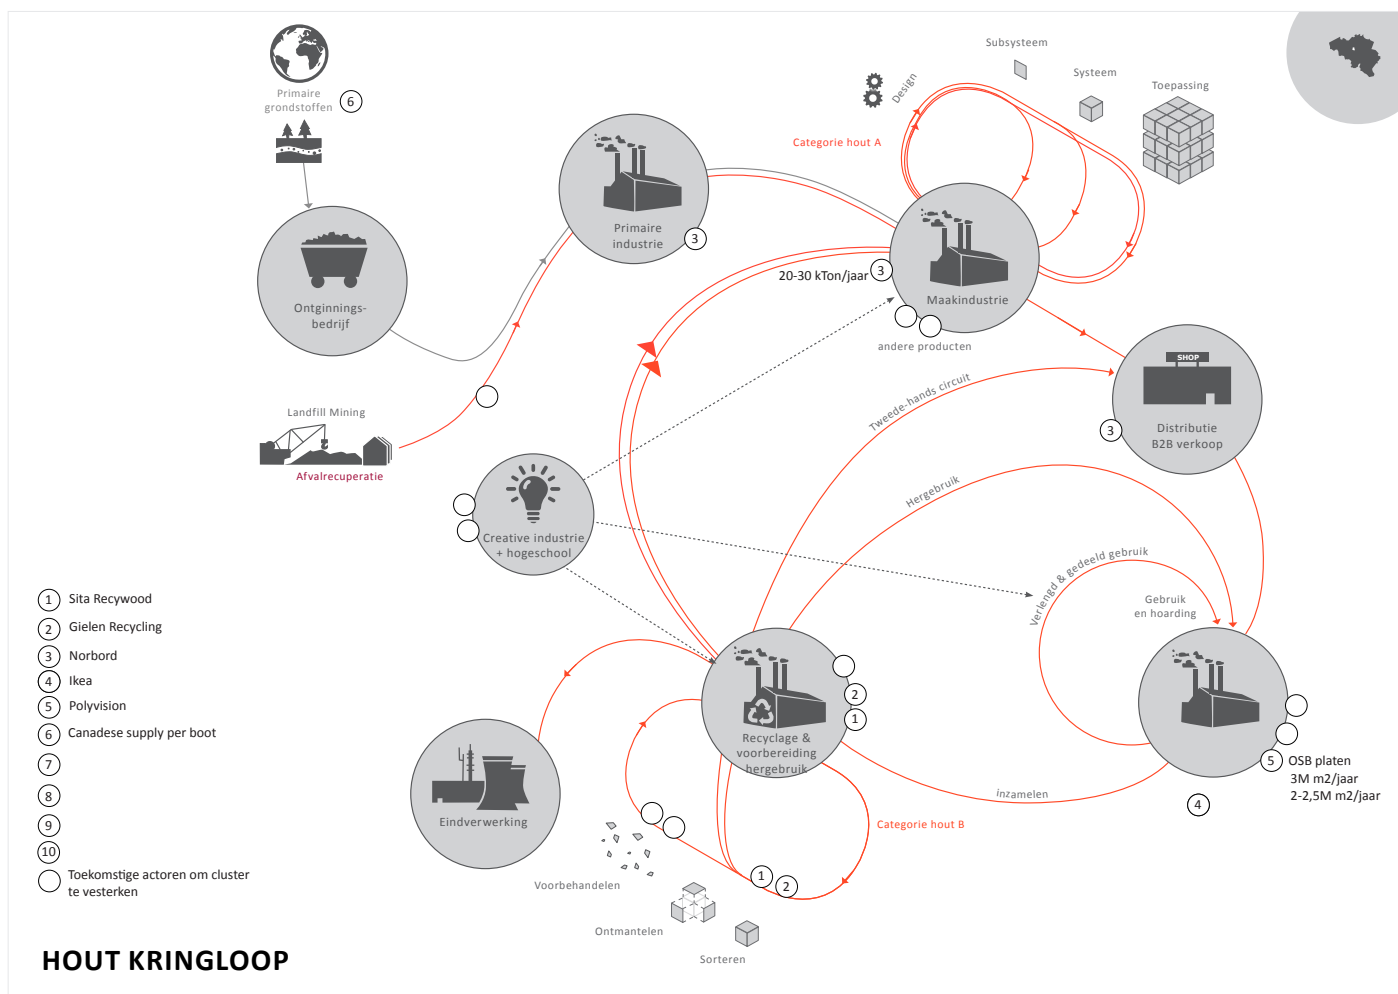 Primaire
grondstoffen
6
Ontginnings-
bedrijf
Landfill Mining
Afvalrecuperatie
Primaire
industrie
3
Design
Subsysteem
Systeem
Toepassing
Categorie hout A
20-30 kTon/jaar
3
Maakindustrie
andere producten
SHOP
Distributie
B2B verkoop
3
Tweede-hands circuit
Hergebruik
Verlengd & gedeeld gebruik
Gebruik
en hoarding
Creative industrie
+ hogeschool
Recyclage &
voorbereiding
hergebruik
2
1
5
OSB platen
3M m2/jaar
2-2,5M m2/jaar
4
inzamelen
Categorie hout B
Eindverwerking
1
2
Voorbehandelen
Ontmantelen
Sorteren
1 Sita Recywood
2 Gielen Recycling
3 Norbord
4 Ikea
5 Polyvision
6 Canadese supply per boot
7
8
9
10
Toekomstige actoren om cluster
te vesterken
HOUT KRINGLOOP